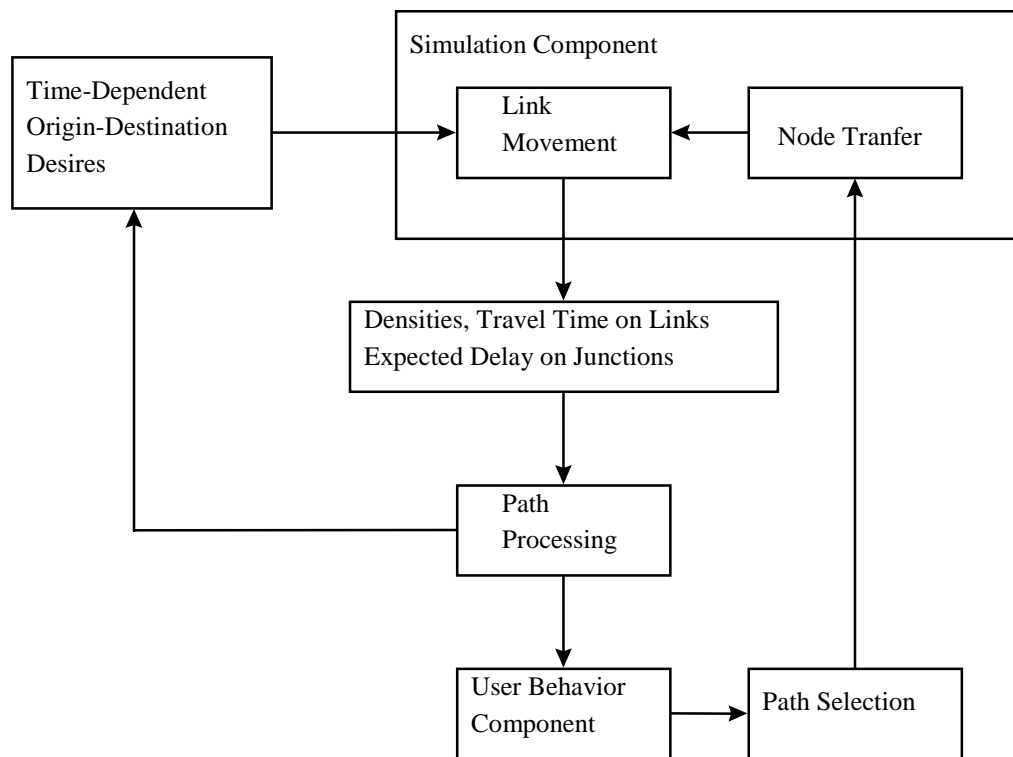 Simulation Component
Time-Dependent
Origin-Destination
Desires
Link
Movement
Node Tranfer
Densities, Travel Time on Links
Expected Delay on Junctions
Path
Processing
User Behavior
Component
Path Selection